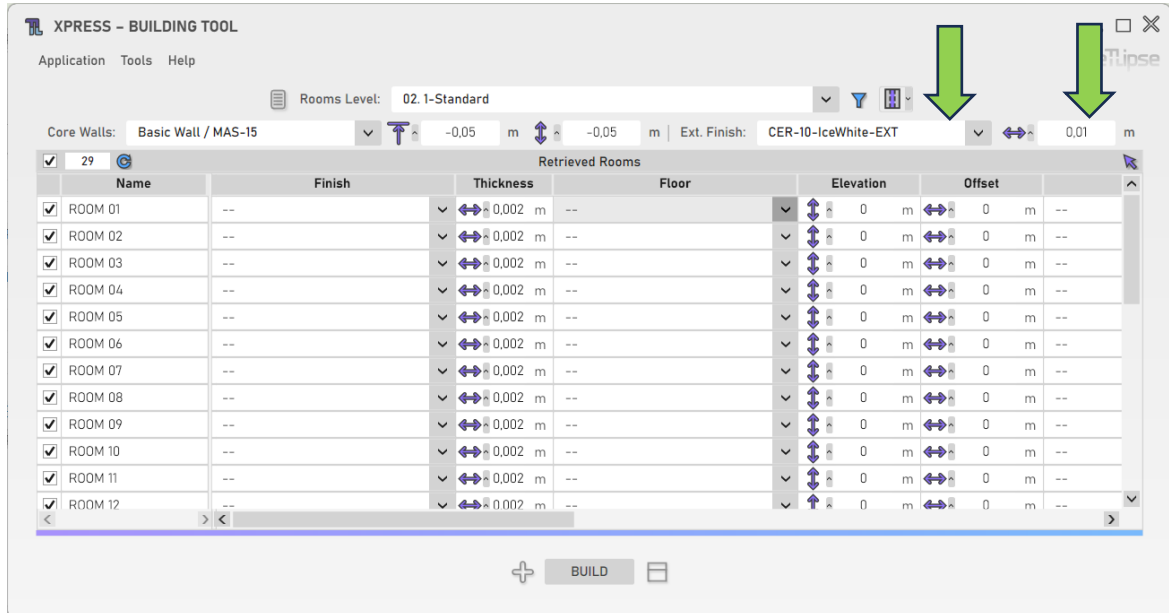 XPRESS – BUILDING TOOL
Application Tools Help
Rooms Level: 02. 1-Standard
Core Walls: Basic Wall / MAS-15 -0,05 m -0,05 m | Ext. Finish: CER-10-IceWhite-EXT 0,01 m
29 Retrieved Rooms
Name Finish Thickness Floor Elevation Offset
ROOM 01 -- 0,002 m -- 0 m 0 m --
ROOM 02 -- 0,002 m -- 0 m 0 m --
ROOM 03 -- 0,002 m -- 0 m 0 m --
ROOM 04 -- 0,002 m -- 0 m 0 m --
ROOM 05 -- 0,002 m -- 0 m 0 m --
ROOM 06 -- 0,002 m -- 0 m 0 m --
ROOM 07 -- 0,002 m -- 0 m 0 m --
ROOM 08 -- 0,002 m -- 0 m 0 m --
ROOM 09 -- 0,002 m -- 0 m 0 m --
ROOM 10 -- 0,002 m -- 0 m 0 m --
ROOM 11 -- 0,002 m -- 0 m 0 m --
ROOM 12 -- 0,002 m -- 0 m 0 m --
BUILD